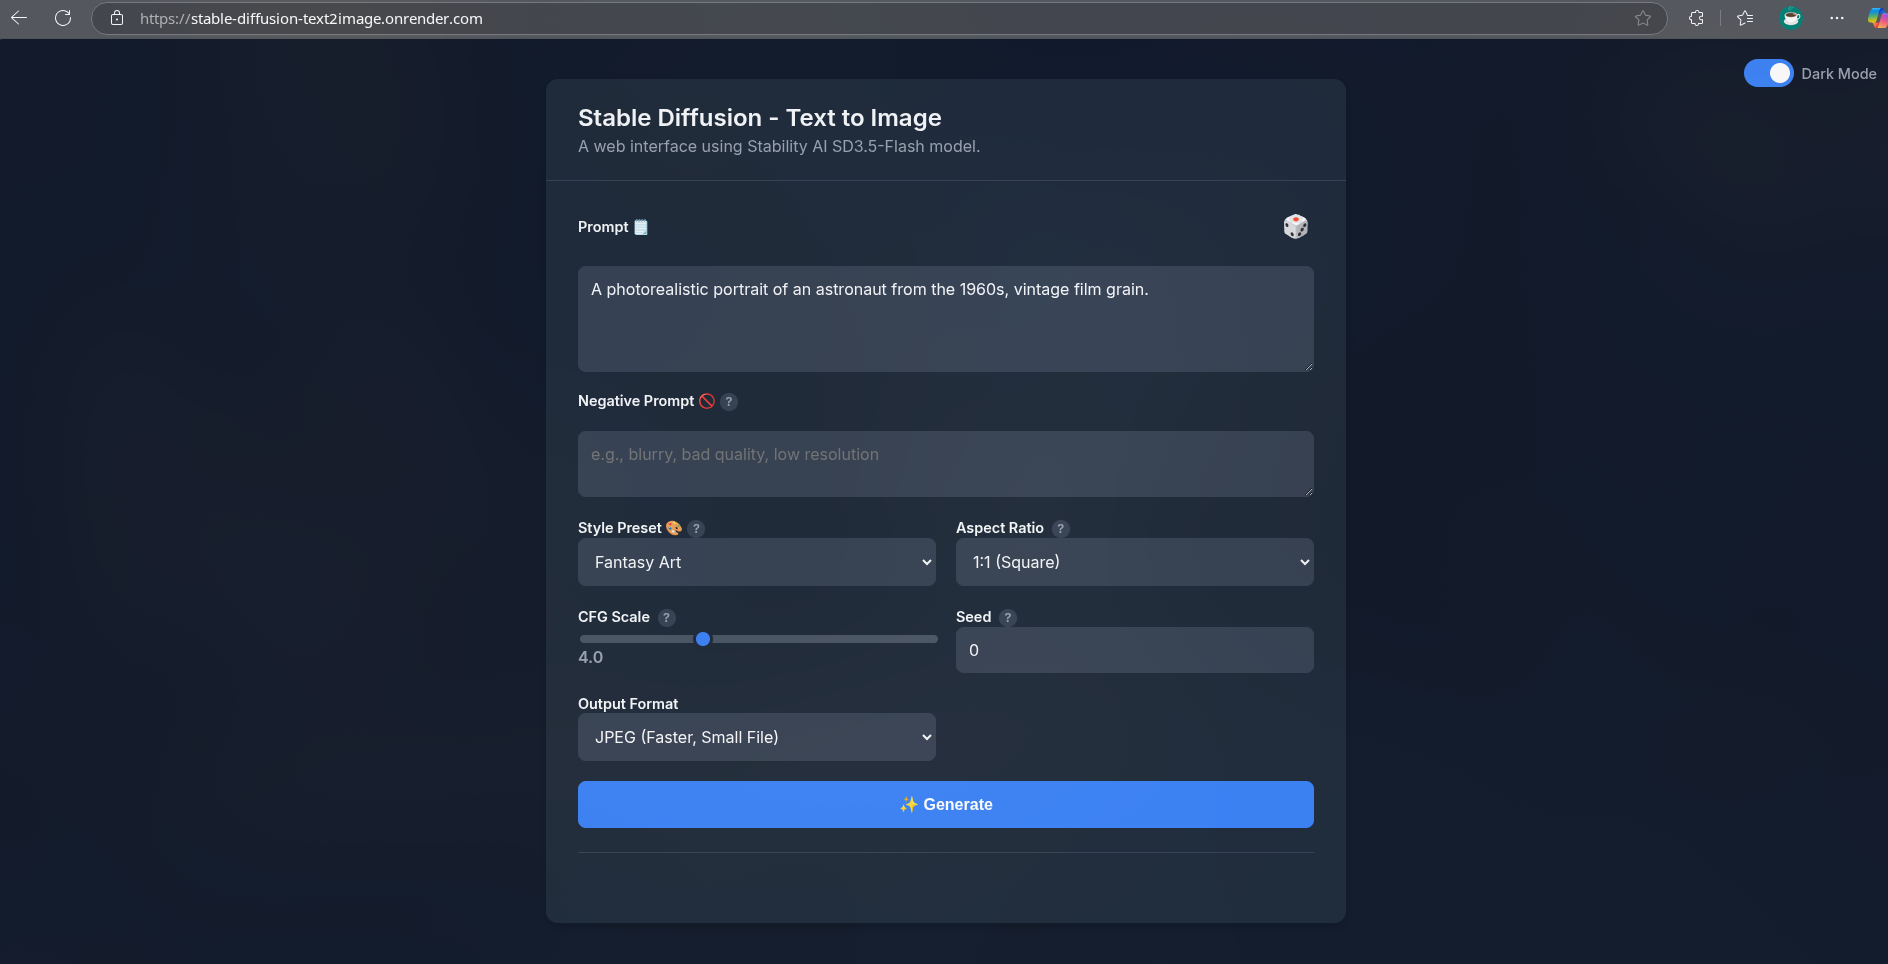 https://stable-diffusion-text2image.onrender.com
Dark Mode
Stable Diffusion - Text to Image
A web interface using Stability AI SD3.5-Flash model.
Prompt
A photorealistic portrait of an astronaut from the 1960s, vintage film grain.
Negative Prompt ?
e.g., blurry, bad quality, low resolution
Style Preset ? Aspect Ratio ?
Fantasy Art 1:1 (Square)
CFG Scale ? Seed ?
4.0 0
Output Format
JPEG (Faster, Small File)
✨ Generate